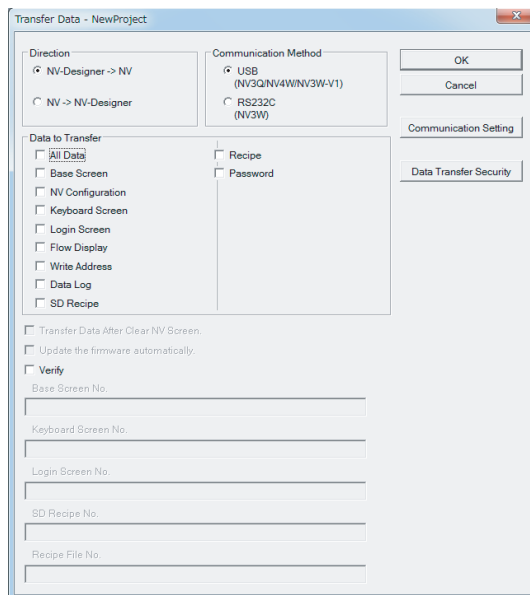 Transfer Data - NewProject
Direction
NV-Designer -> NV
NV -> NV-Designer
Communication Method
USB
(NV3Q/NV4W/NV3W-V1)
RS232C
(NV3W)
OK
Cancel
Communication Setting
Data Transfer Security
Data to Transfer
All Data
Base Screen
NV Configuration
Keyboard Screen
Login Screen
Flow Display
Write Address
Data Log
SD Recipe
Recipe
Password
Transfer Data After Clear NV Screen.
Update the firmware automatically.
Verify
Base Screen No.
Keyboard Screen No.
Login Screen No.
SD Recipe No.
Recipe File No.